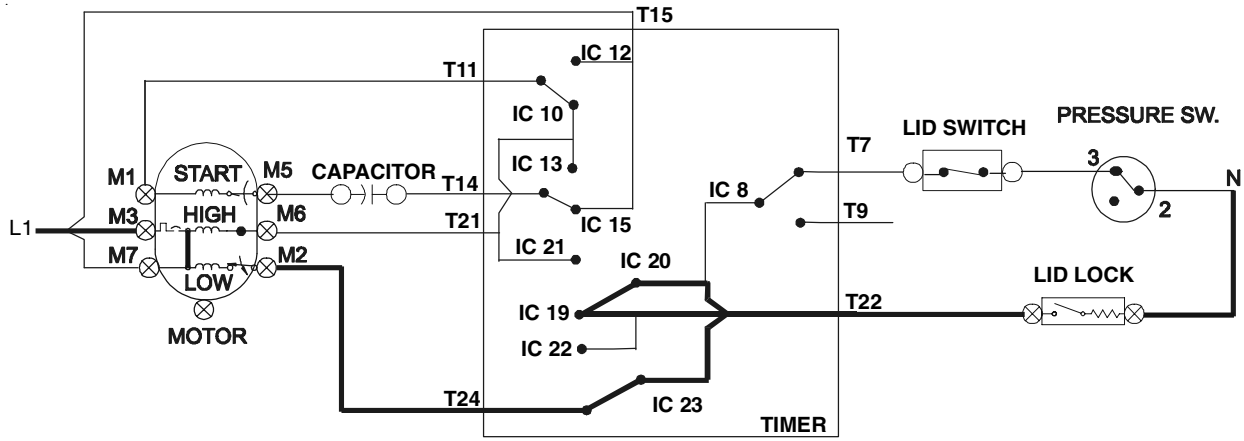 T15
IC 12
T11
IC 10
PRESSURE SW.
LID SWITCH
T7
START
M5
CAPACITOR
IC 13
3
M1
T14
IC 8
N
M3
HIGH
M6
IC 15
T9
2
L1
T21
M7
M2
IC 21
IC 20
LOW
LID LOCK
IC 19
T22
MOTOR
IC 22
T24
IC 23
TIMER